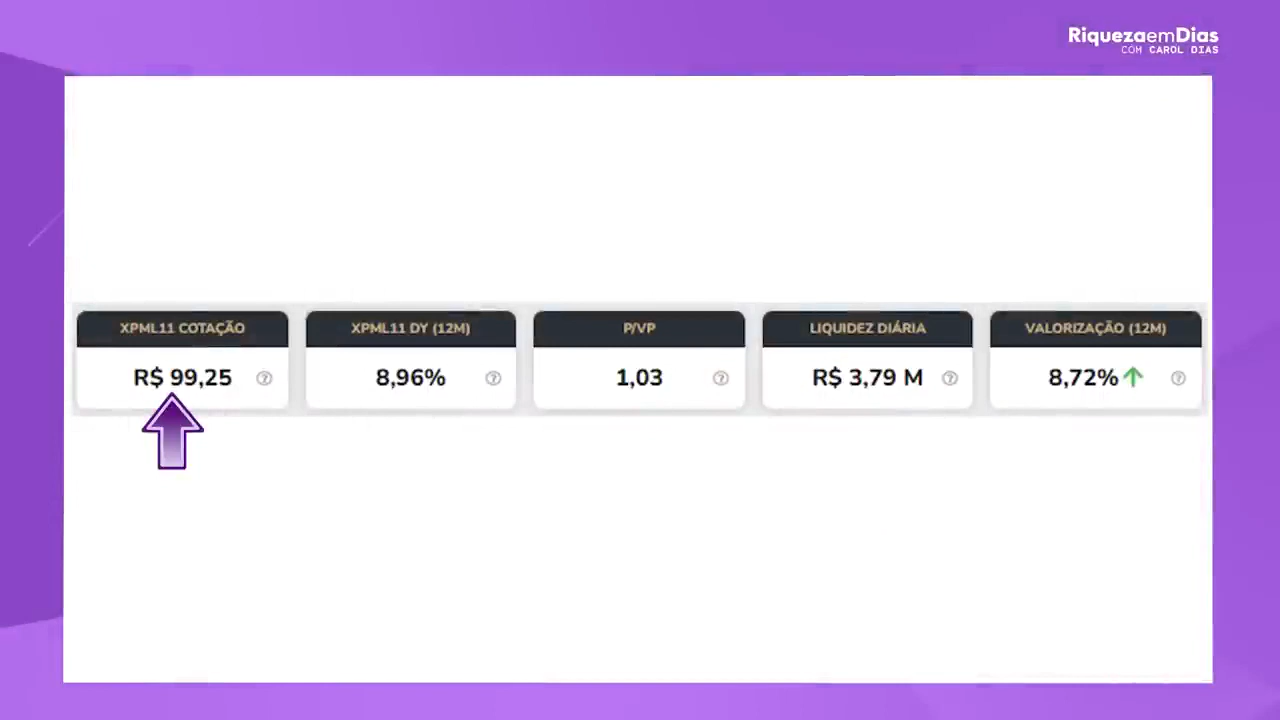 RiquezaemDias
COM CAROL DIAS
XPML11 COTAÇÃO
R$ 99,25
XPML11 DY (12M)
8,96%
P/VP
1,03
LIQUIDEZ DIÁRIA
R$ 3,79 M
VALORIZAÇÃO (12M)
8,72%